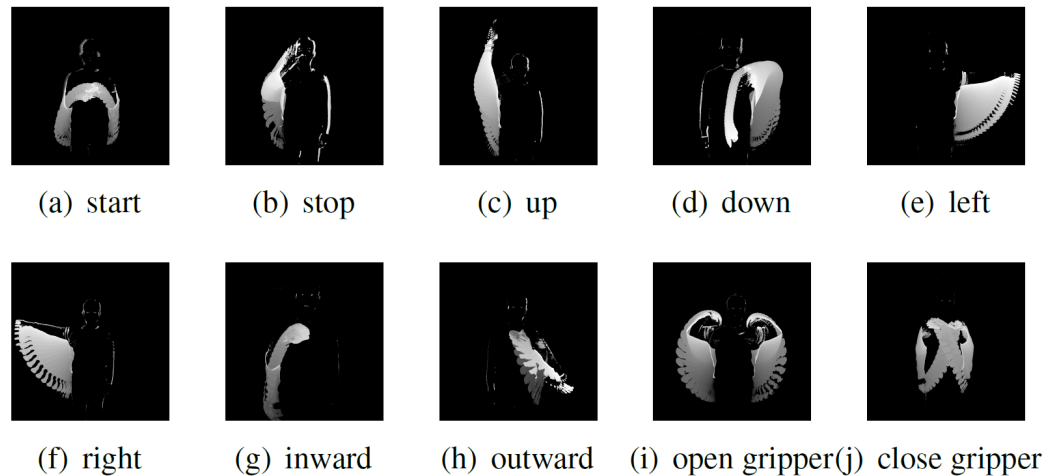 (a) start (b) stop (c) up (d) down (e) left
(f) right (g) inward (h) outward (i) open gripper(j) close gripper